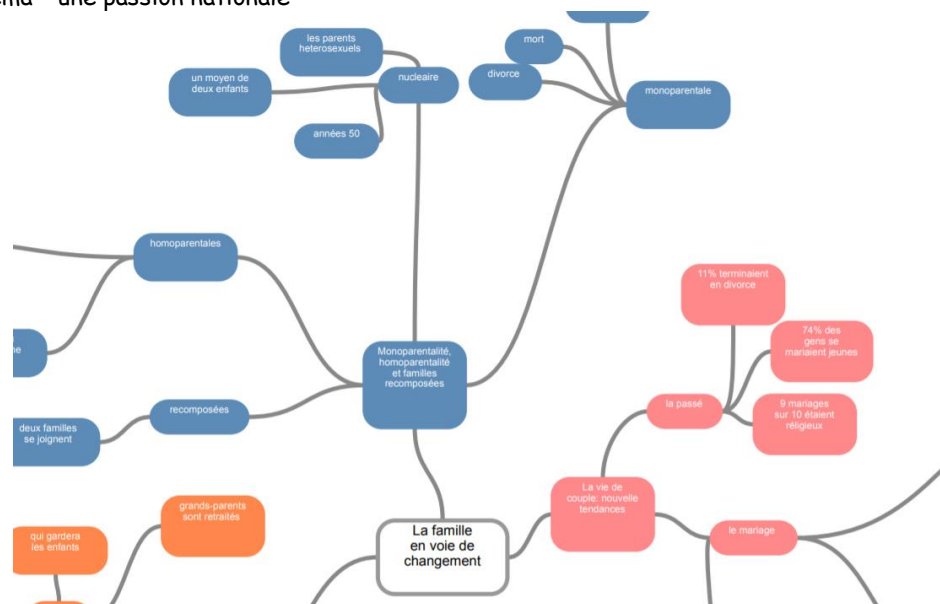 une passion nationale
les parents
heterosexuels
un moyen de
deux enfants
nucleaire
années 50
mort
divorce
monoparentale
homoparentales
Monoparentalité,
homoparentalité
et familles
recomposées
recomposées
deux familles
se joignent
11% terminaient
en divorce
74% des
gens se
mariaient jeunes
la passé
9 mariages
sur 10 étaient
réligieux
La vie de
couple: nouvelle
tendances
le mariage
La famille
en voie de
changement
grands-parents
sont retraités
qui gardera
les enfants